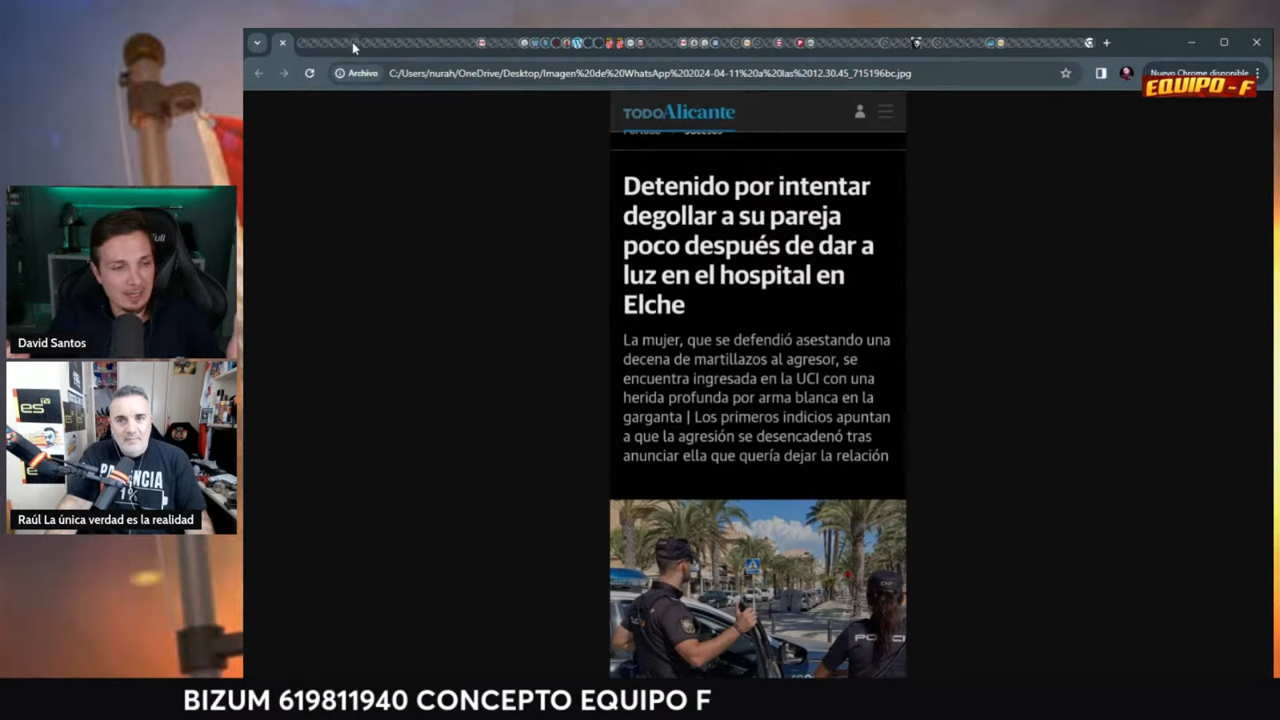 Archivo
C:/Users/nurah/OneDrive/Desktop/Imagen%20de%20WhatsApp%202024-04-11%20a%20las%2012.30.45_715196bc.jpg
Nuevo Chrome disponible
EQUIPO-F
TODOAlicante
Portada
Sucesos
Detenido por intentar
degollar a su pareja
poco después de dar a
luz en el hospital en
Elche
La mujer, que se defendió asestando una
decena de martillazos al agresor, se
encuentra ingresada en la UCI con una
herida profunda por arma blanca en la
garganta | Los primeros indicios apuntan
a que la agresión se desencadenó tras
anunciar ella que quería dejar la relación
David Santos
es
1%
Raúl La única verdad es la realidad
BIZUM 619811940 CONCEPTO EQUIPO F